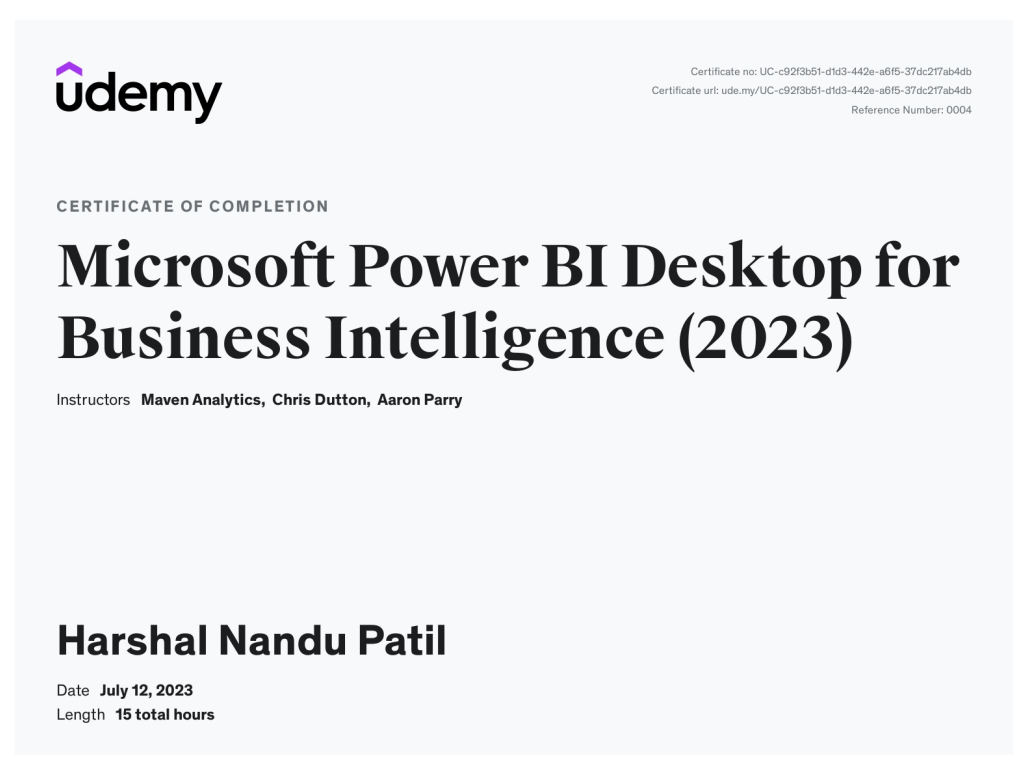 udemy
Certificate no: UC-c92f3b51-d1d3-442e-a6f5-37dc217ab4db
Certificate url: ude.my/UC-c92f3b51-d1d3-442e-a6f5-37dc217ab4db
Reference Number: 0004
CERTIFICATE OF COMPLETION
Microsoft Power BI Desktop for
Business Intelligence (2023)
Instructors Maven Analytics, Chris Dutton, Aaron Parry
Harshal Nandu Patil
Date July 12, 2023
Length 15 total hours